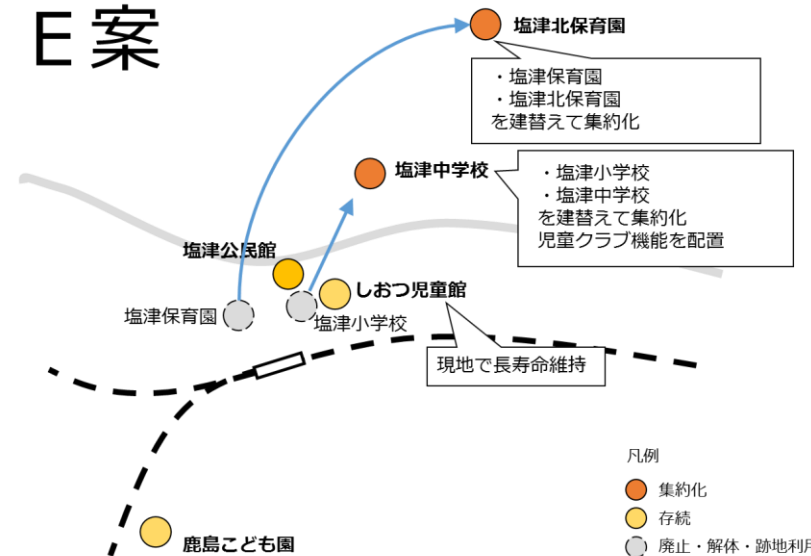 E案
塩津北保育園
・塩津保育園
・塩津北保育園
を建替えて集約化
塩津中学校
・塩津小学校
・塩津中学校
を建替えて集約化
児童クラブ機能を配置
塩津公民館
しおつ児童館
塩津保育園
塩津小学校
現地で長寿命維持
鹿島こども園
凡例
集約化
存続
廃止・解体・跡地利用